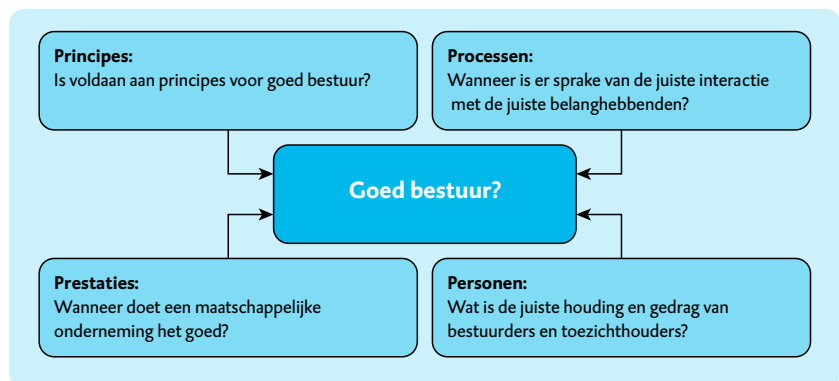 Principes:
Is voldaan aan principes voor goed bestuur?
Processen:
Wanneer is er sprake van de juiste interactie
met de juiste belanghebbenden?
Goed bestuur?
Prestaties:
Wanneer doet een maatschappelijke
onderneming het goed?
Personen:
Wat is de juiste houding en gedrag van
bestuurders en toezichthouders?